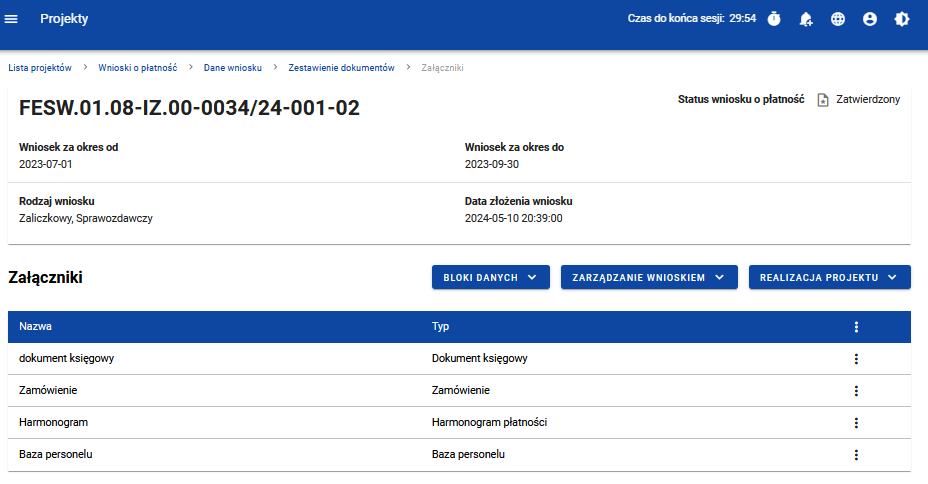 Projekty Czas do końca sesji: 29:54
Lista projektów > Wnioski o płatność > Dane wniosku > Zestawienie dokumentów > Załączniki
FESW.01.08-IZ.00-0034/24-001-02 Status wniosku o płatność Zatwierdzony
Wniosek za okres od Wniosek za okres do
2023-07-01 2023-09-30
Rodzaj wniosku Data złożenia wniosku
Zaliczkowy, Sprawozdawczy 2024-05-10 20:39:00
Załączniki BLOKI DANYCH ZARZĄDZANIE WNIOSKIEM REALIZACJA PROJEKTU
Nazwa Typ
dokument księgowy Dokument księgowy
Zamówienie Zamówienie
Harmonogram Harmonogram płatności
Baza personelu Baza personelu